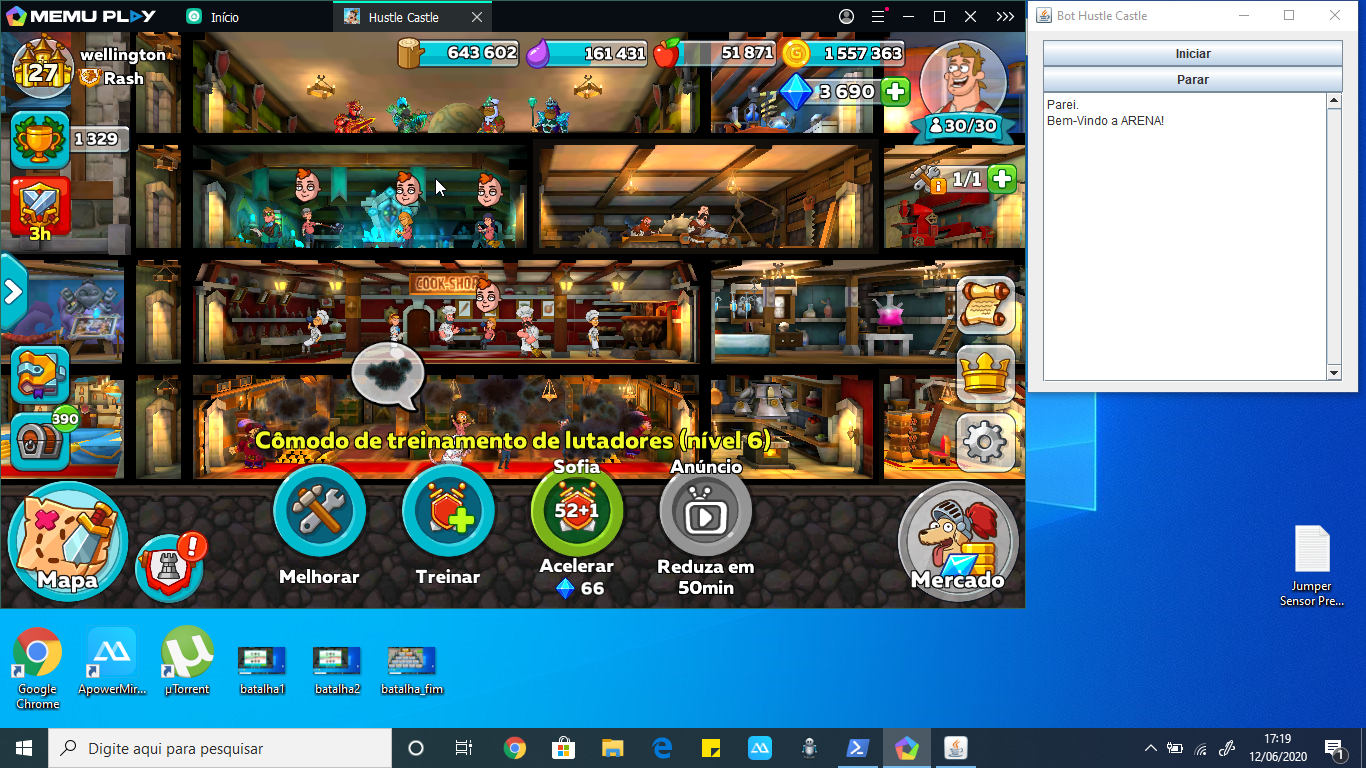 MEMU PLAY
Início
Hustle Castle
27
wellington
Rash
643 602
161 431
51 871
1 557 363
3 690
30/30
1 329
3h
1/1
COOK-SHOP
390
Cômodo de treinamento de lutadores (nível 6)
Sofia
Anúncio
52+1
Melhorar
Treinar
Acelerar
66
Reduza em
50min
Mapa
Mercado
Bot Hustle Castle
Iniciar
Parar
Parei.
Bem-Vindo a ARENA!
Jumper
Sensor Pre...
Google
Chrome
ApowerMir...
µTorrent
batalha1
batalha2
batalha_fim
Digite aqui para pesquisar
17:19
12/06/2020
1